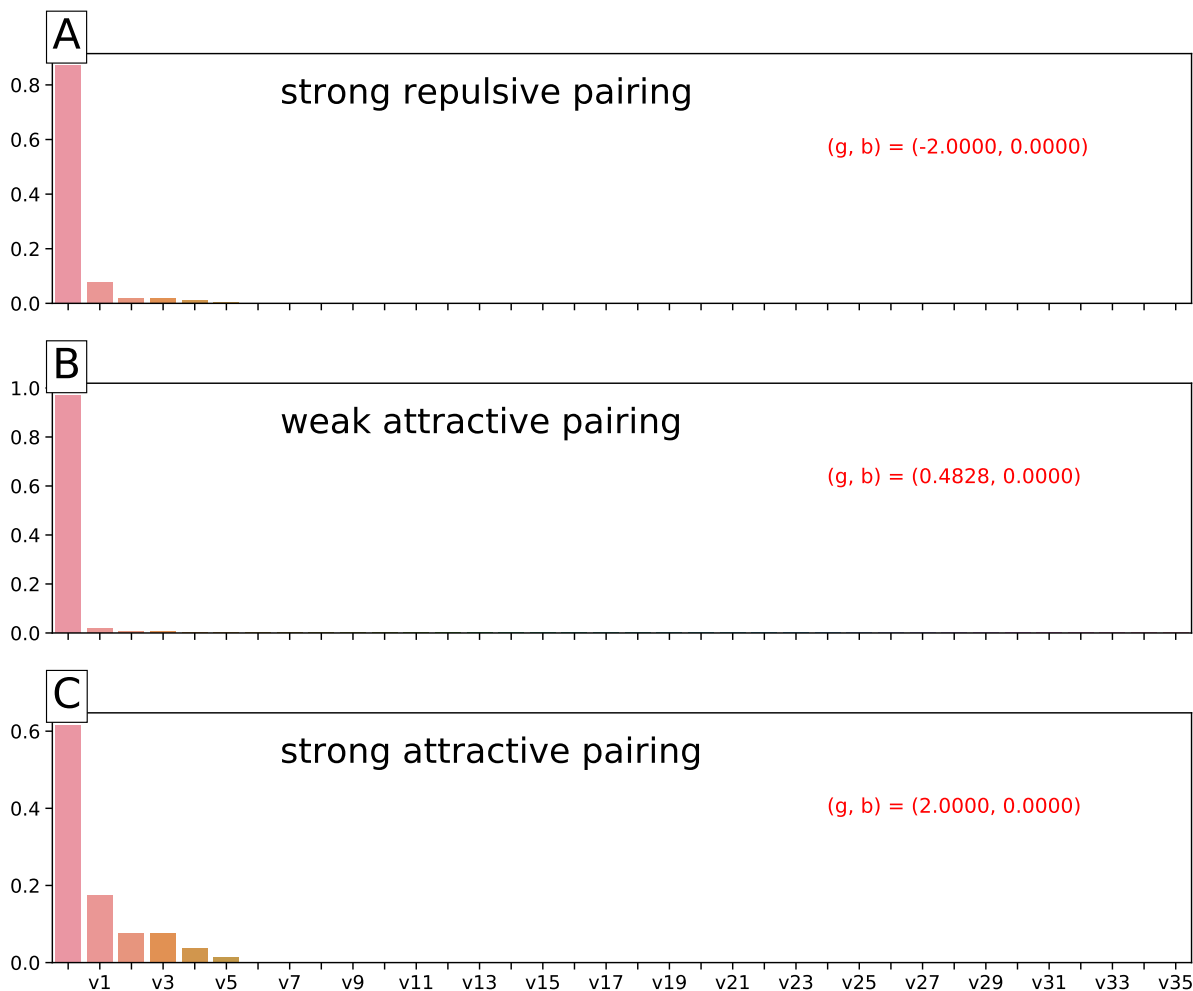 A
strong repulsive pairing
(g, b) = (-2.0000, 0.0000)
0.8
0.6
0.4
0.2
0.0
B
weak attractive pairing
(g, b) = (0.4828, 0.0000)
1.0
0.8
0.6
0.4
0.2
0.0
C
strong attractive pairing
(g, b) = (2.0000, 0.0000)
0.6
0.4
0.2
0.0
v1 v3 v5 v7 v9 v11 v13 v15 v17 v19 v21 v23 v25 v27 v29 v31 v33 v35